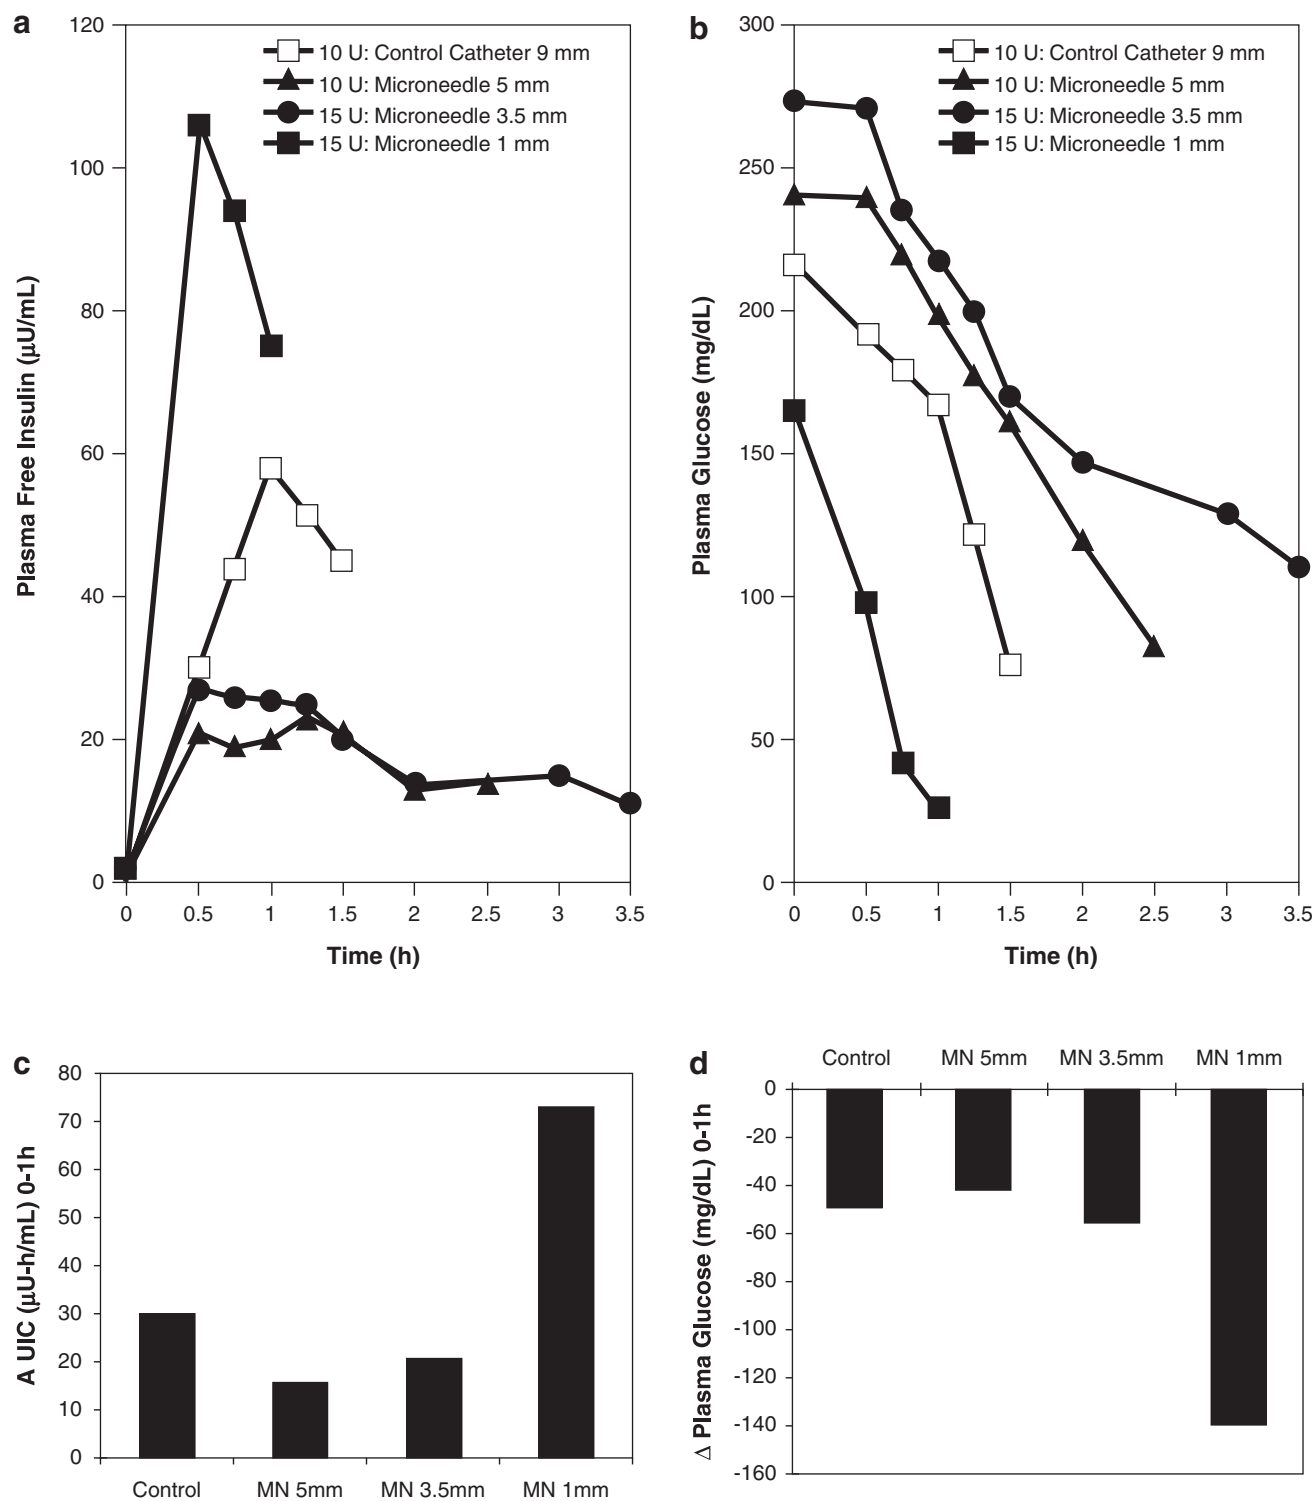 a
120
100
80
60
40
20
0
0 0.5 1 1.5 2 2.5 3 3.5
Time (h)
Plasma Free Insulin (μU/mL)
10 U: Control Catheter 9 mm
10 U: Microneedle 5 mm
15 U: Microneedle 3.5 mm
15 U: Microneedle 1 mm
b
300
250
200
150
100
50
0
0 0.5 1 1.5 2 2.5 3 3.5
Time (h)
Plasma Glucose (mg/dL)
10 U: Control Catheter 9 mm
10 U: Microneedle 5 mm
15 U: Microneedle 3.5 mm
15 U: Microneedle 1 mm
c
80
70
60
50
40
30
20
10
0
A UIC (μU-h/mL) 0-1h
Control MN 5mm MN 3.5mm MN 1mm
d
Control MN 5mm MN 3.5mm MN 1mm
0
-20
-40
-60
-80
-100
-120
-140
-160
Δ Plasma Glucose (mg/dL) 0-1h